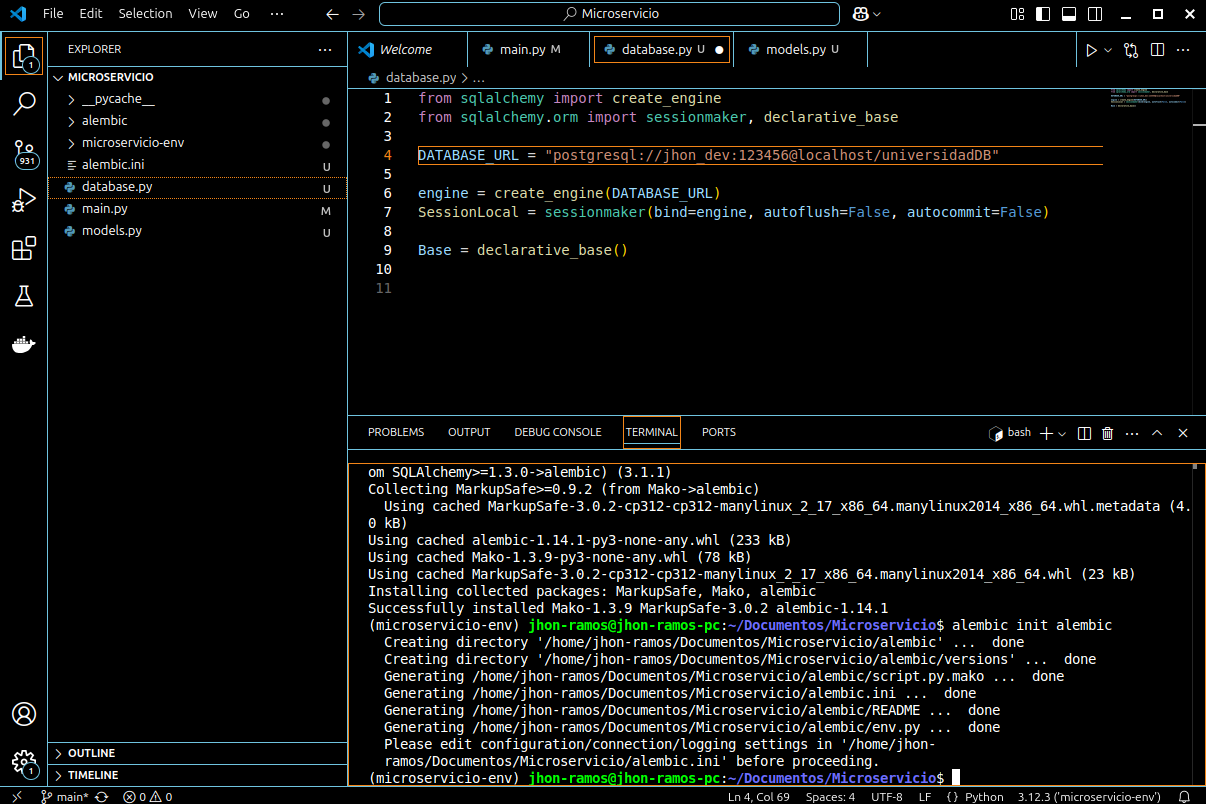 File Edit Selection View Go ··· Microservicio
EXPLORER ···
MICROSERVICIO
__pycache__
alembic
microservicio-env
alembic.ini U
database.py U
main.py M
models.py U
OUTLINE
TIMELINE
1
931
1
Welcome main.py M database.py U models.py U
database.py > ...
1 from sqlalchemy import create_engine
2 from sqlalchemy.orm import sessionmaker, declarative_base
3
4 DATABASE_URL = "postgresql://jhon_dev:123456@localhost/universidadDB"
5
6 engine = create_engine(DATABASE_URL)
7 SessionLocal = sessionmaker(bind=engine, autoflush=False, autocommit=False)
8
9 Base = declarative_base()
10
11
PROBLEMS OUTPUT DEBUG CONSOLE TERMINAL PORTS bash
om SQLAlchemy>=1.3.0->alembic) (3.1.1)
Collecting MarkupSafe>=0.9.2 (from Mako->alembic)
  Using cached MarkupSafe-3.0.2-cp312-cp312-manylinux_2_17_x86_64.manylinux2014_x86_64.whl.metadata (4.
0 kB)
Using cached alembic-1.14.1-py3-none-any.whl (233 kB)
Using cached Mako-1.3.9-py3-none-any.whl (78 kB)
Using cached MarkupSafe-3.0.2-cp312-cp312-manylinux_2_17_x86_64.manylinux2014_x86_64.whl (23 kB)
Installing collected packages: MarkupSafe, Mako, alembic
Successfully installed Mako-1.3.9 MarkupSafe-3.0.2 alembic-1.14.1
(microservicio-env) jhon-ramos@jhon-ramos-pc:~/Documentos/Microservicio$ alembic init alembic
  Creating directory '/home/jhon-ramos/Documentos/Microservicio/alembic' ...  done
  Creating directory '/home/jhon-ramos/Documentos/Microservicio/alembic/versions' ...  done
  Generating /home/jhon-ramos/Documentos/Microservicio/alembic/script.py.mako ...  done
  Generating /home/jhon-ramos/Documentos/Microservicio/alembic.ini ...  done
  Generating /home/jhon-ramos/Documentos/Microservicio/alembic/README ...  done
  Generating /home/jhon-ramos/Documentos/Microservicio/alembic/env.py ...  done
  Please edit configuration/connection/logging settings in '/home/jhon-
  ramos/Documentos/Microservicio/alembic.ini' before proceeding.
(microservicio-env) jhon-ramos@jhon-ramos-pc:~/Documentos/Microservicio$
main* 0 0 Ln 4, Col 69 Spaces: 4 UTF-8 LF {} Python 3.12.3 ('microservicio-env')